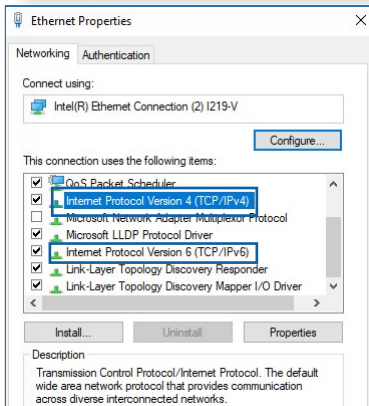 Ethernet Properties
Networking Authentication
Connect using:
Intel(R) Ethernet Connection (2) I219-V
Configure...
This connection uses the following items:
QoS Packet Scheduler
Internet Protocol Version 4 (TCP/IPv4)
Microsoft Network Adapter Multiplexor Protocol
Microsoft LLDP Protocol Driver
Internet Protocol Version 6 (TCP/IPv6)
Link-Layer Topology Discovery Responder
Link-Layer Topology Discovery Mapper I/O Driver
Install... Uninstall Properties
Description
Transmission Control Protocol/Internet Protocol. The default
wide area network protocol that provides communication
across diverse interconnected networks.